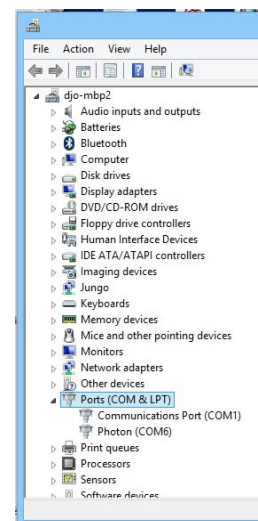 File Action View Help
djo-mbp2
Audio inputs and outputs
Batteries
Bluetooth
Computer
Disk drives
Display adapters
DVD/CD-ROM drives
Floppy drive controllers
Human Interface Devices
IDE ATA/ATAPI controllers
Imaging devices
Jungo
Keyboards
Memory devices
Mice and other pointing devices
Monitors
Network adapters
Other devices
Ports (COM & LPT)
Communications Port (COM1)
Photon (COM6)
Print queues
Processors
Sensors
Software devices